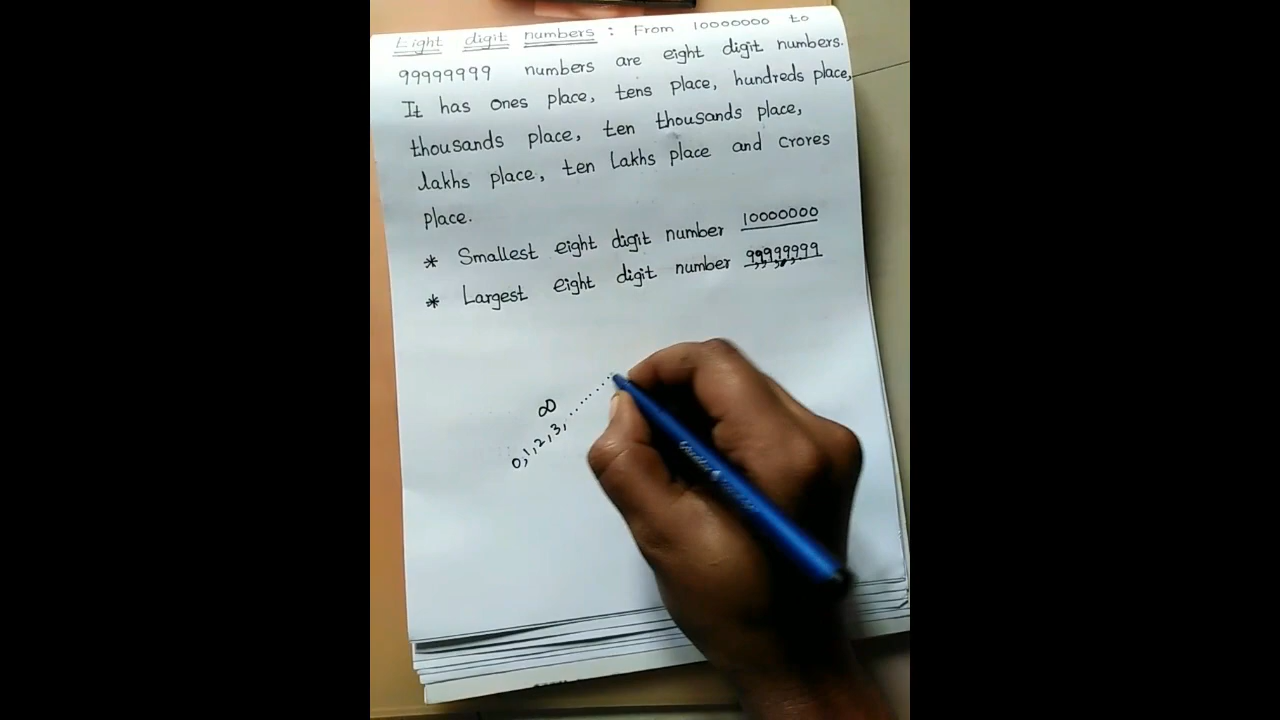 Eight digit numbers : From 10000000 to
99999999 numbers are eight digit numbers.
It has ones place, tens place, hundreds place,
thousands place, ten thousands place,
lakhs place, ten Lakhs place and crores
place.
* Smallest eight digit number 10000000
* Largest eight digit number 99999999
∞
0,1,2,3,..........